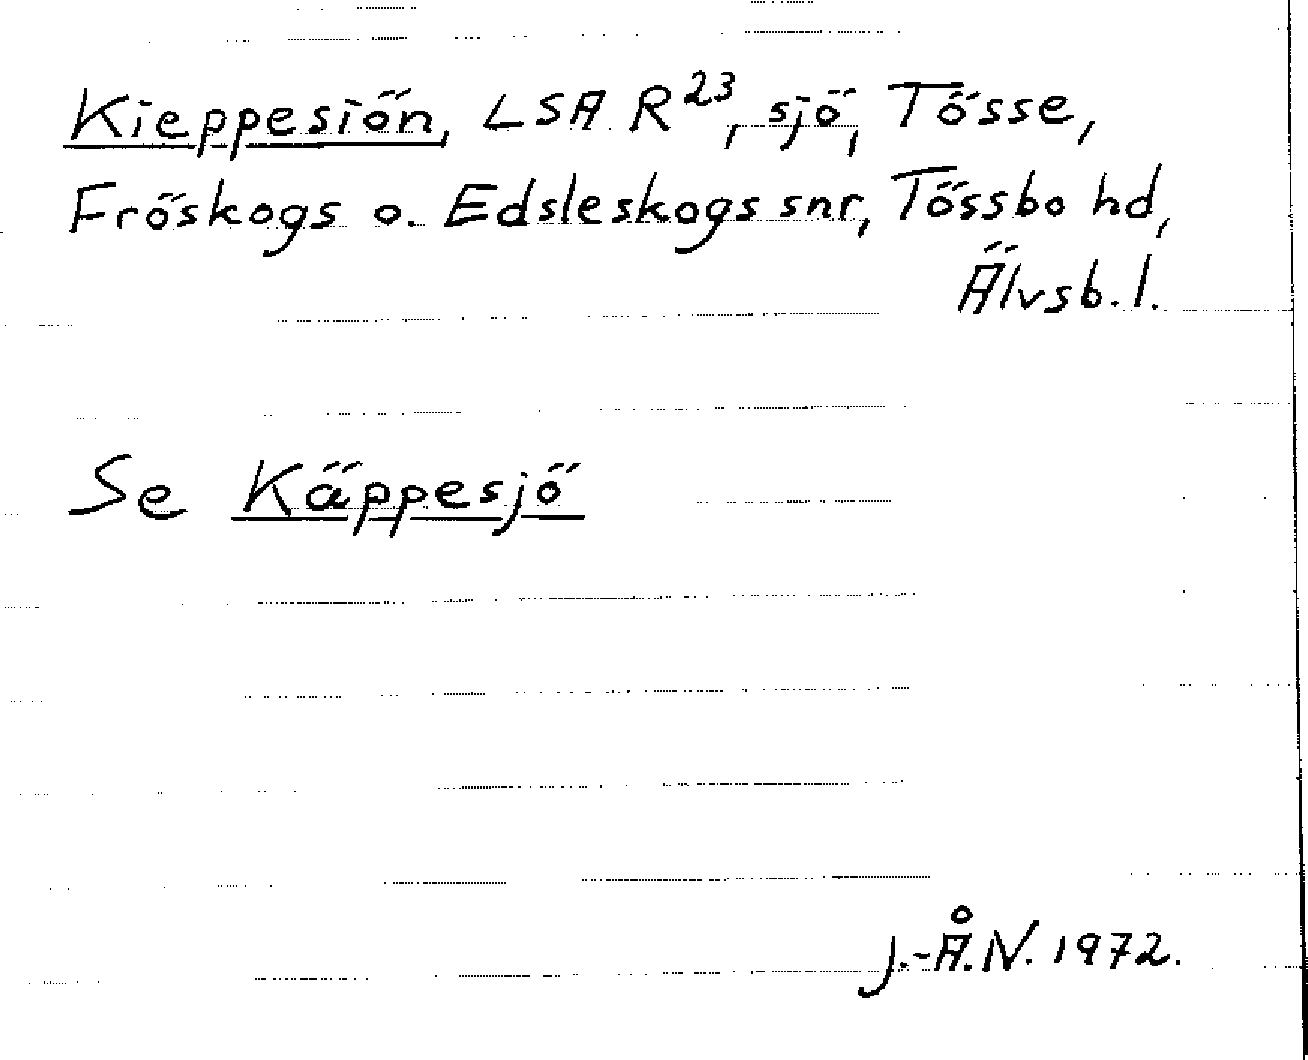 Kieppesiön, LSA R²³, sjö, Tösse,
Fröskogs o. Edsleskogs snr, Tössbo hd,
Älvsb. l.
Se Käppesjö
J.-Å.N. 1972.